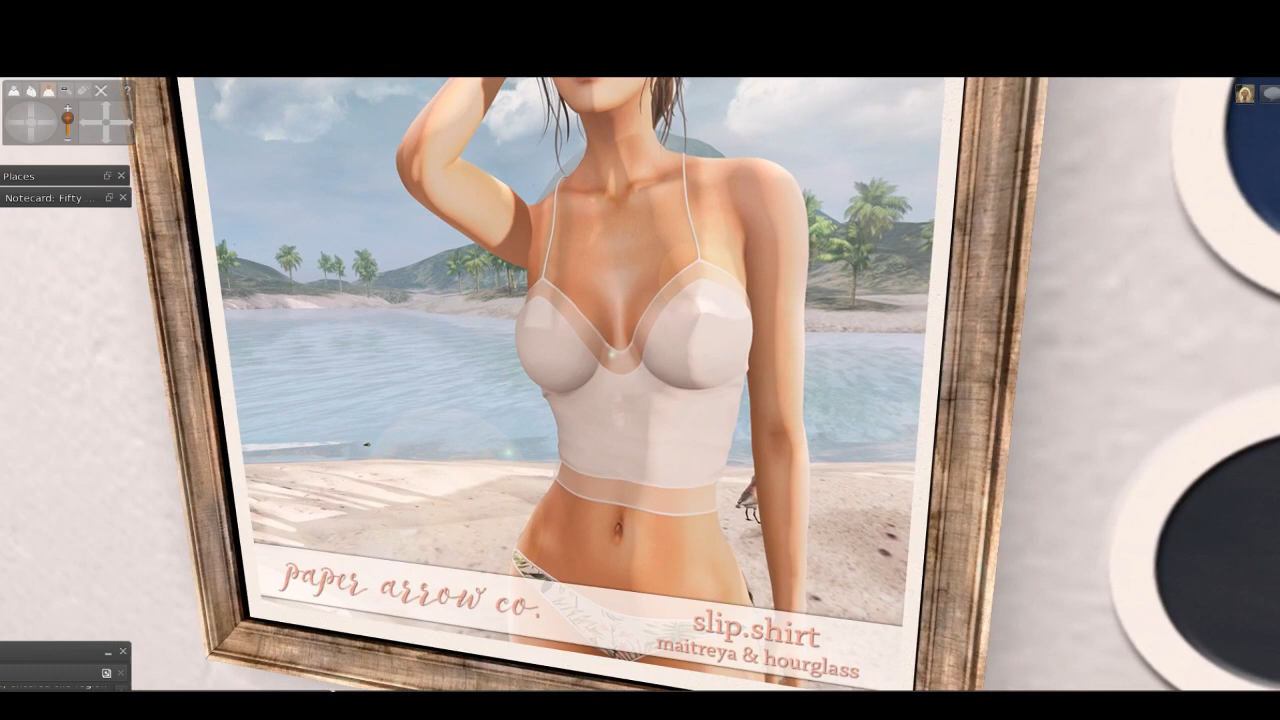 ?
Places
Notecard: Fifty ...
paper arrow co.
slip.shirt
maitreya & hourglass